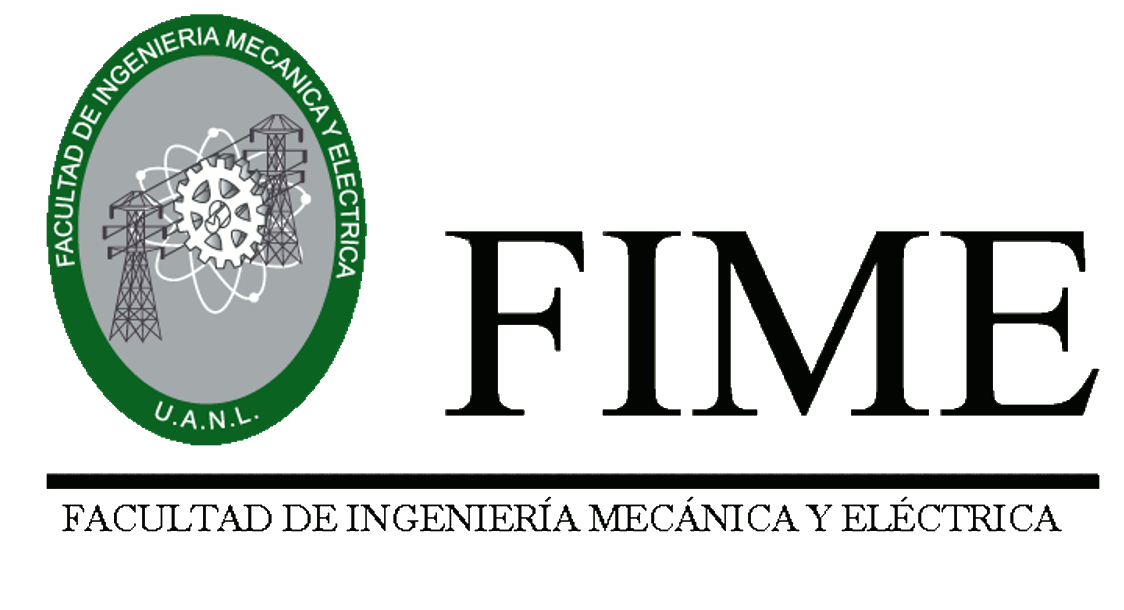 FACULTAD DE INGENIERIA MECANICA Y ELECTRICA
U.A.N.L.
FIME
FACULTAD DE INGENIERÍA MECÁNICA Y ELÉCTRICA